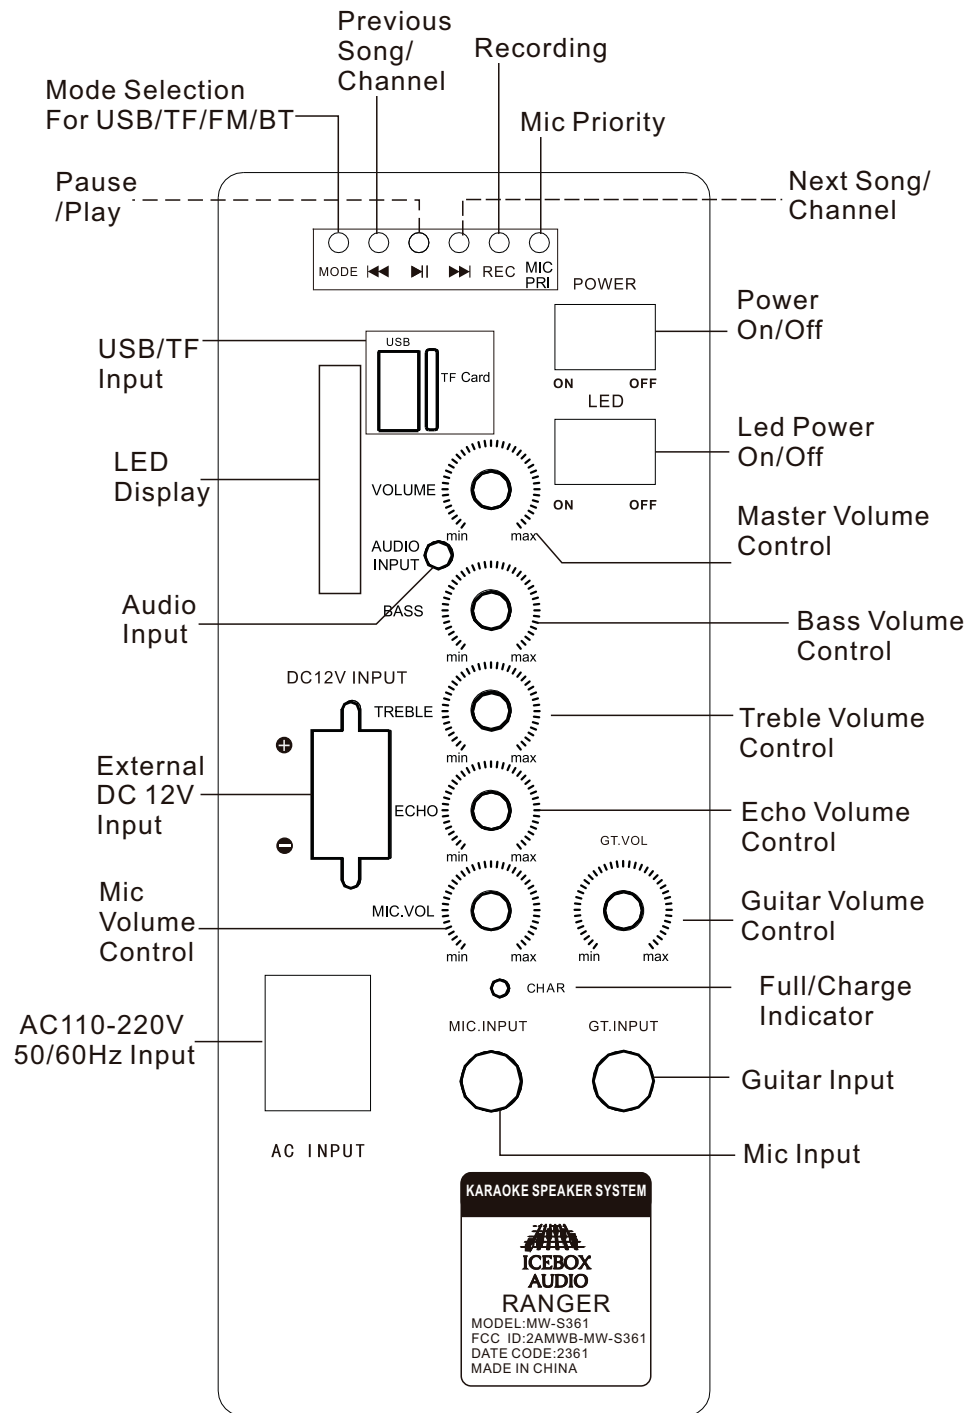 Previous
Song/
Channel
Recording
Mode Selection
For USB/TF/FM/BT
Mic Priority
Pause
/Play
Next Song/
Channel
MODE
REC
MIC
PRI
POWER
Power
On/Off
USB/TF
Input
USB
TF Card
ON
OFF
LED
Led Power
On/Off
LED
Display
VOLUME
ON
OFF
min
max
Master Volume
Control
AUDIO
INPUT
Audio
Input
BASS
Bass Volume
Control
min
max
DC12V INPUT
TREBLE
Treble Volume
Control
min
max
External
DC 12V
Input
ECHO
Echo Volume
Control
min
max
GT.VOL
Mic
Volume
Control
MIC.VOL
Guitar Volume
Control
min
max
min
max
CHAR
Full/Charge
Indicator
AC110-220V
50/60Hz Input
MIC.INPUT
GT.INPUT
Guitar Input
AC INPUT
Mic Input
KARAOKE SPEAKER SYSTEM
ICEBOX
AUDIO
RANGER
MODEL:MW-S361
FCC ID:2AMWB-MW-S361
DATE CODE:2361
MADE IN CHINA